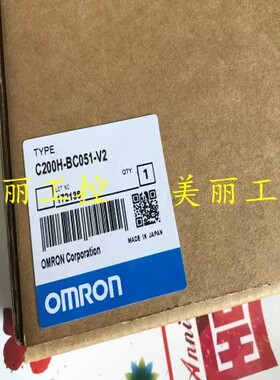 TYPE
C200H-BC051-V2
LOT NO
QTY.
1
MADE IN JAPAN
OMRON Corporation
OMRON
丽工控
美丽工
Anni